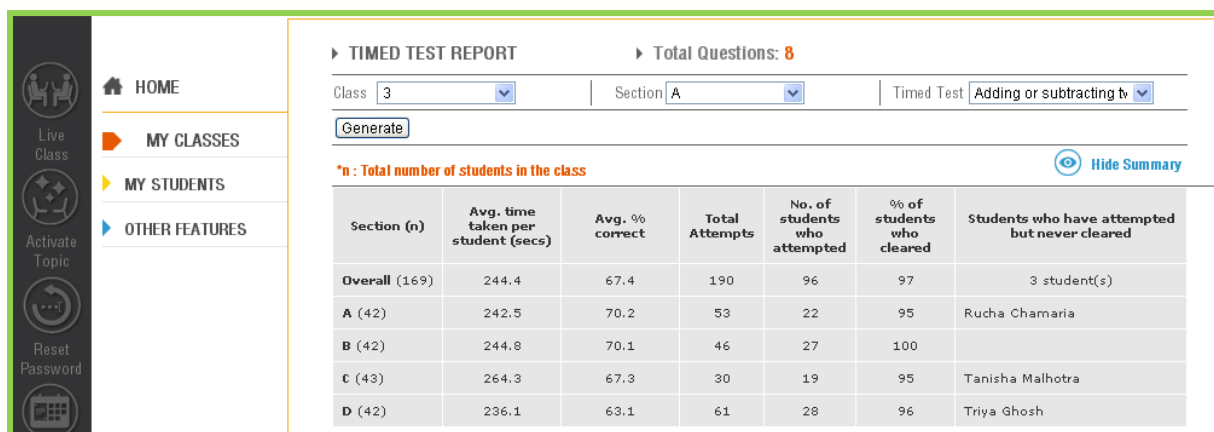 Live
Class
Activate
Topic
Reset
Password
HOME
MY CLASSES
MY STUDENTS
OTHER FEATURES
TIMED TEST REPORT Total Questions: 8
Class 3 Section A Timed Test Adding or subtracting tv
Generate
*n : Total number of students in the class Hide Summary
Section (n) Avg. time taken per student (secs) Avg. % correct Total Attempts No. of students who attempted % of students who cleared Students who have attempted but never cleared
Overall (169) 244.4 67.4 190 96 97 3 student(s)
A (42) 242.5 70.2 53 22 95 Rucha Chamaria
B (42) 244.8 70.1 46 27 100
C (43) 264.3 67.3 30 19 95 Tanisha Malhotra
D (42) 236.1 63.1 61 28 96 Triya Ghosh